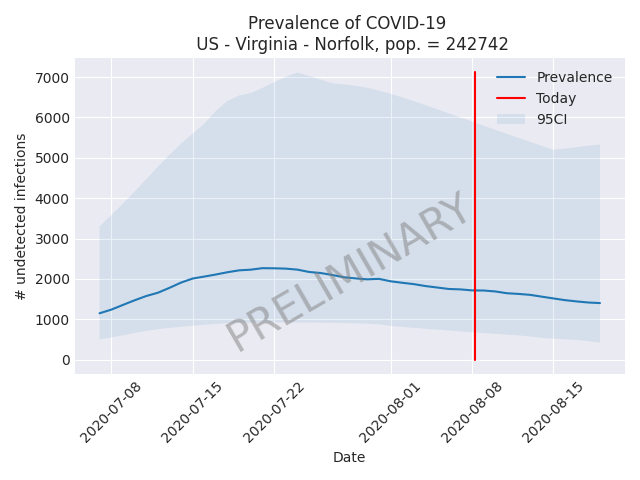 Prevalence of COVID-19
US - Virginia - Norfolk, pop. = 242742
7000
6000
5000
4000
3000
2000
1000
0
# undetected infections
Prevalence
Today
95CI
PRELIMINARY
2020-07-08
2020-07-15
2020-07-22
2020-08-01
2020-08-08
2020-08-15
Date